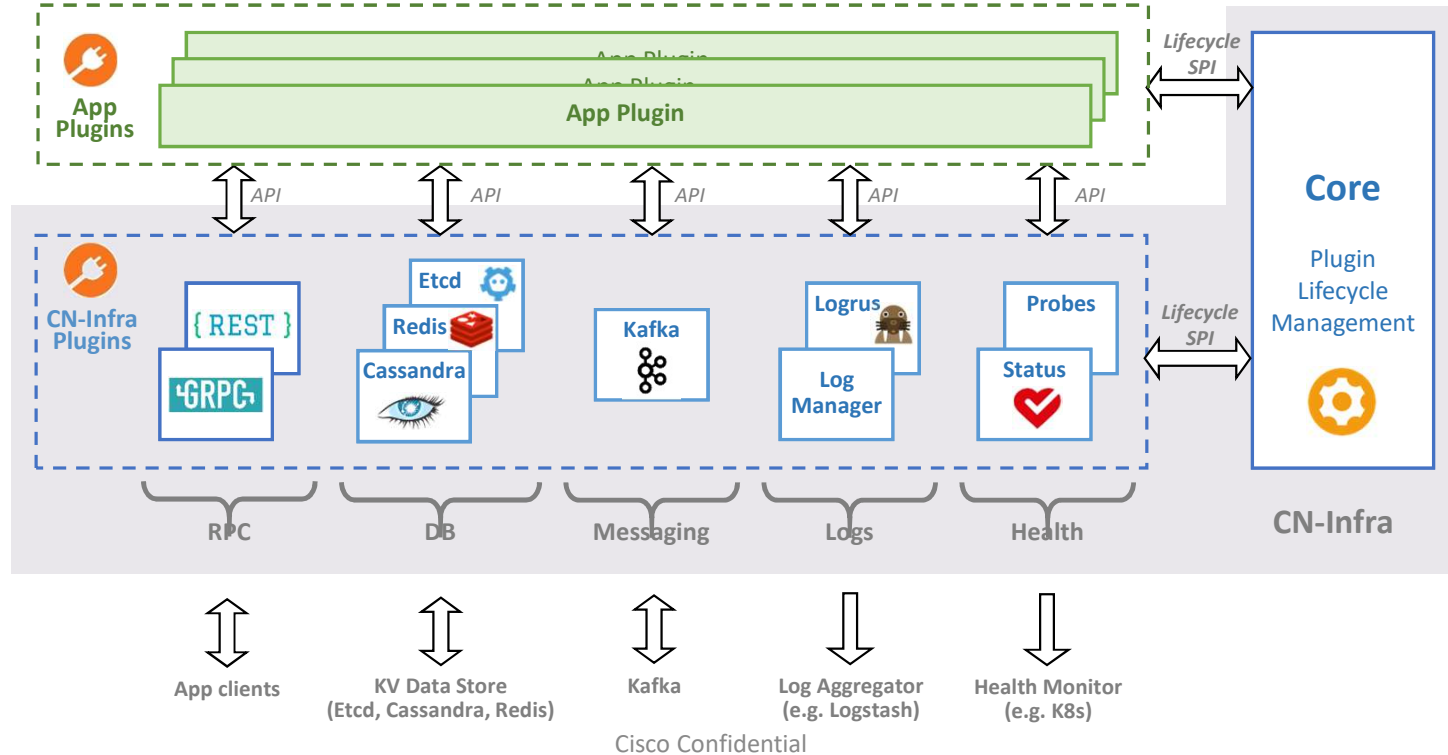 App
Plugins
App Plugin
App Plugin
App Plugin
Lifecycle
SPI
API
API
API
API
API
Core
Plugin
Lifecycle
Management
CN-Infra
Plugins
{ REST }
GRPC
Etcd
Redis
Cassandra
Kafka
Logrus
Log
Manager
Probes
Status
Lifecycle
SPI
RPC
DB
Messaging
Logs
Health
CN-Infra
App clients
KV Data Store
(Etcd, Cassandra, Redis)
Kafka
Log Aggregator
(e.g. Logstash)
Health Monitor
(e.g. K8s)
Cisco Confidential